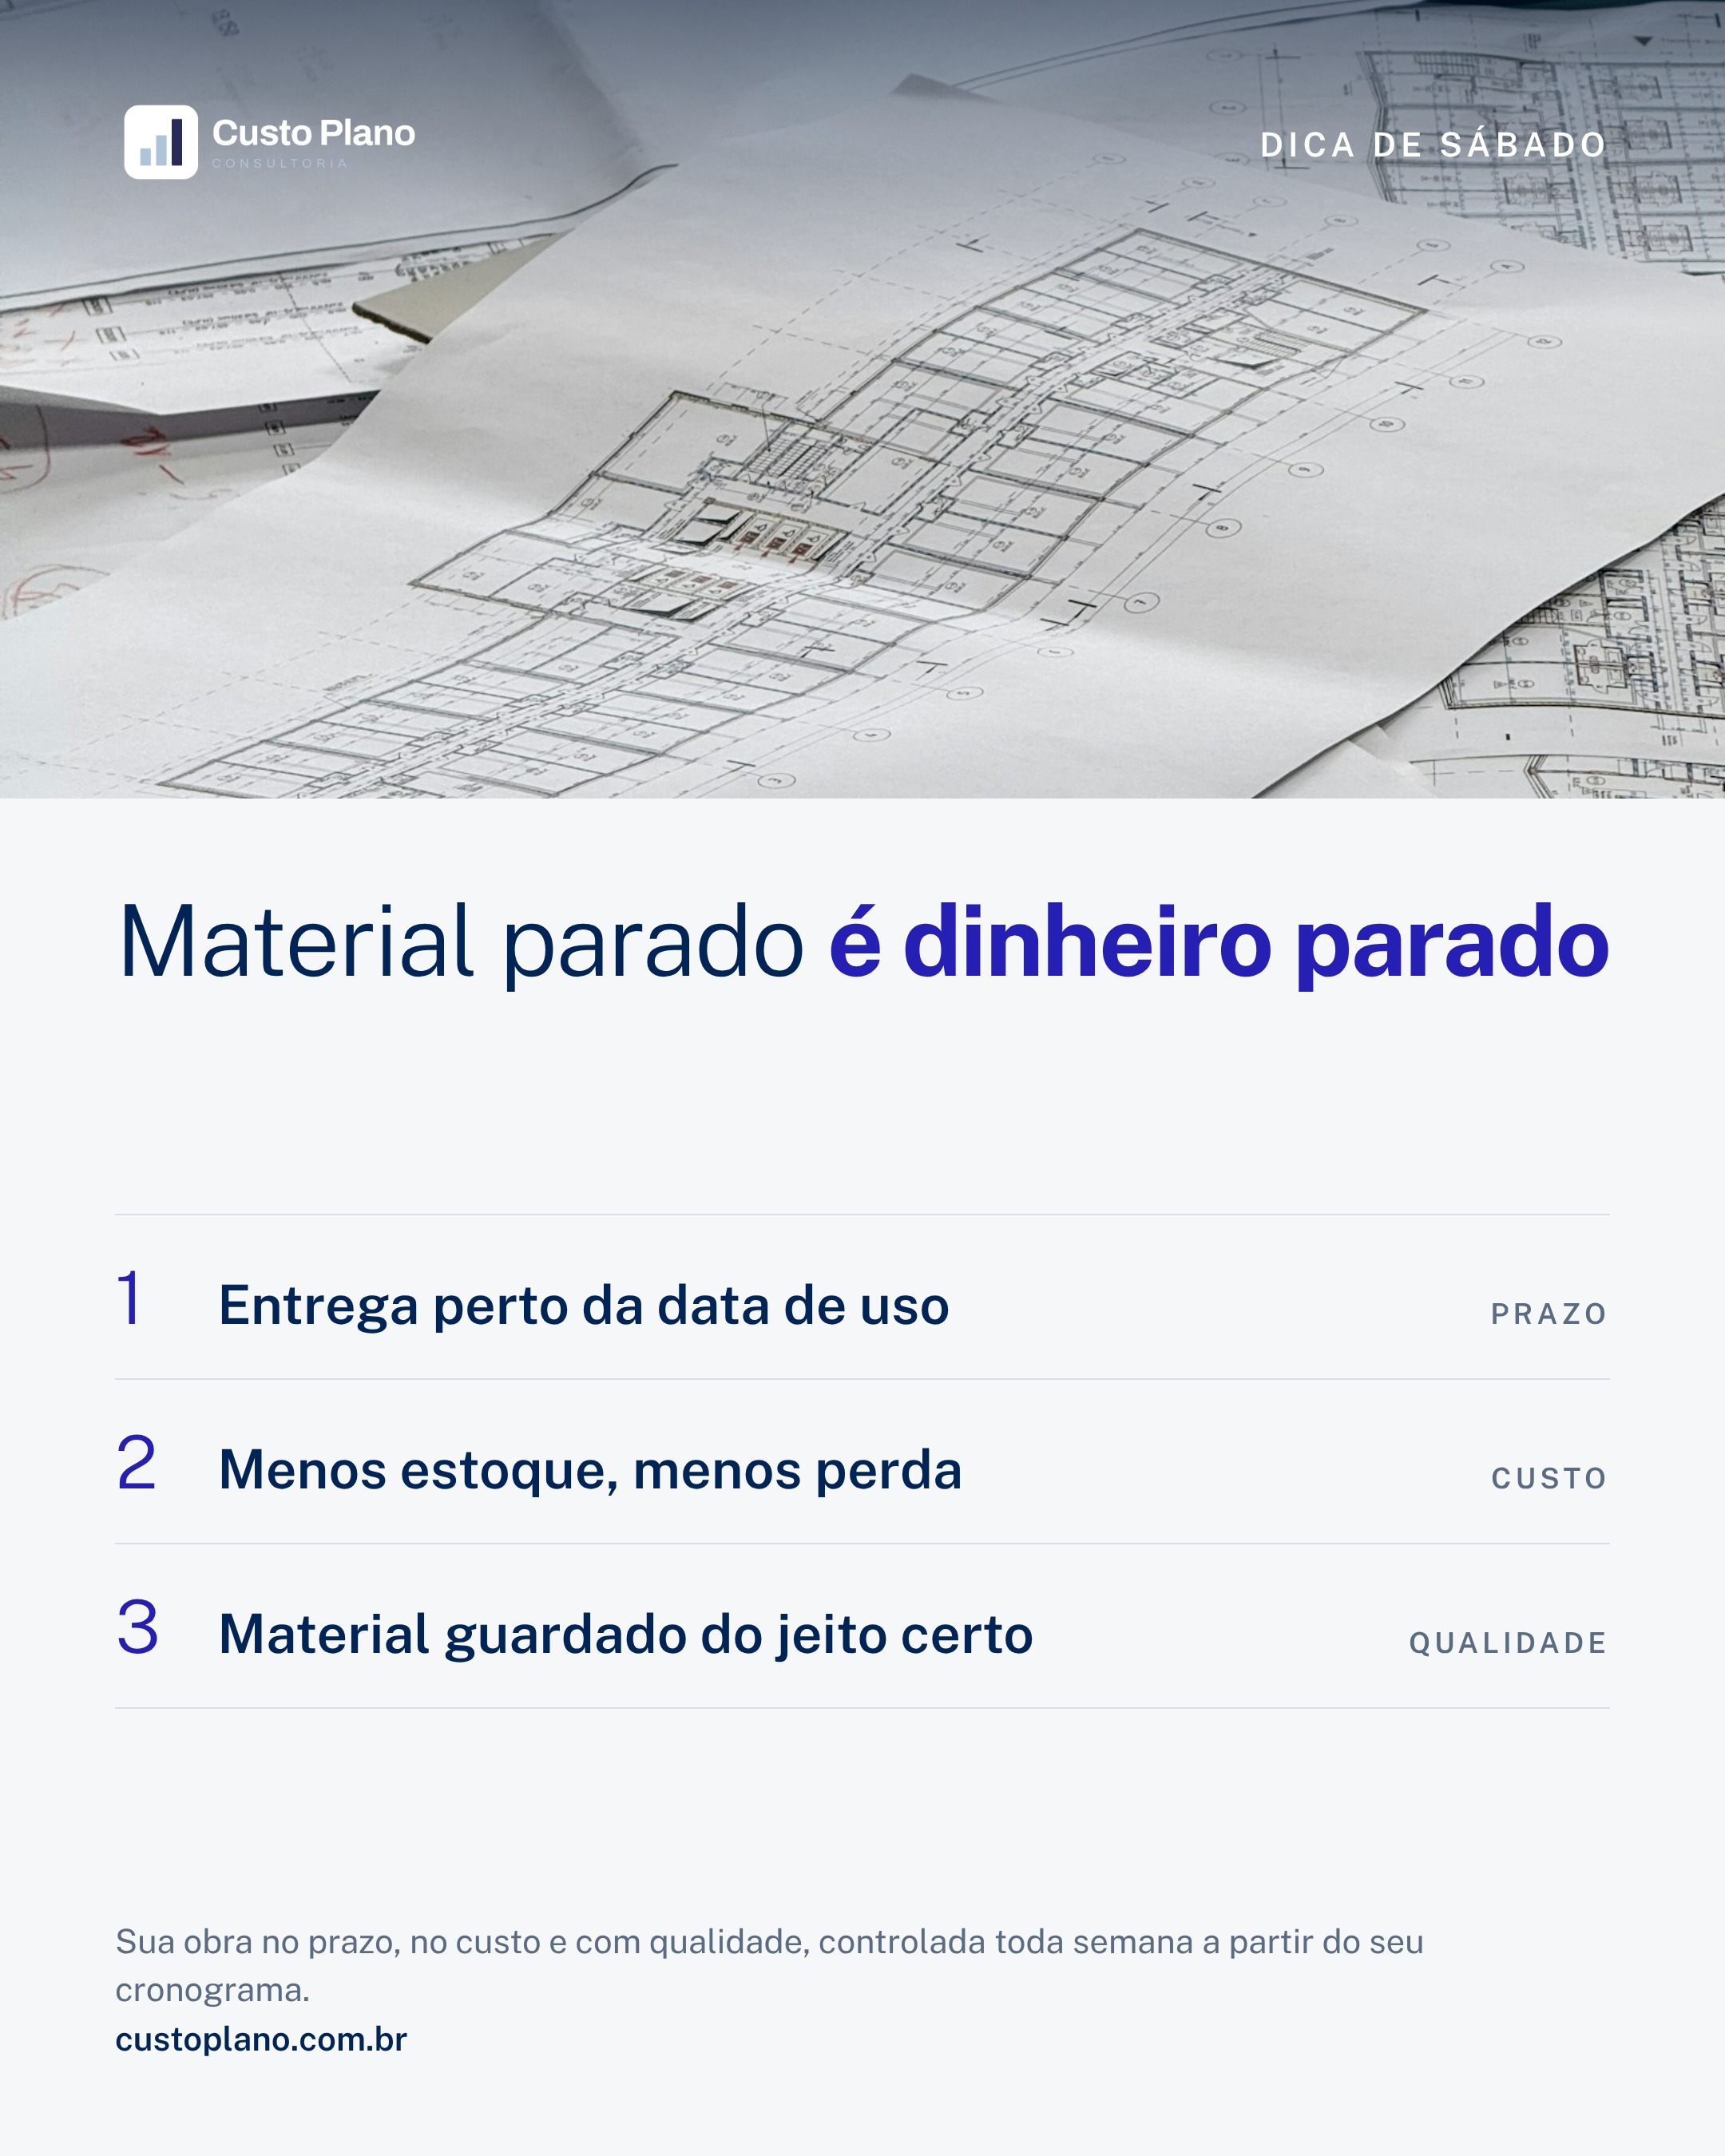 Custo Plano
CONSULTORIA
DICA DE SÁBADO
Material parado é dinheiro parado
1 Entrega perto da data de uso PRAZO
2 Menos estoque, menos perda CUSTO
3 Material guardado do jeito certo QUALIDADE
Sua obra no prazo, no custo e com qualidade, controlada toda semana a partir do seu
cronograma.
custoplano.com.br